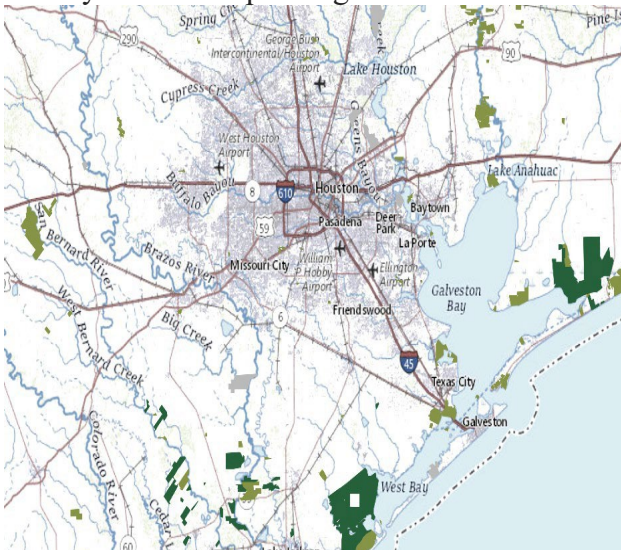 Spring
George Bush
Intercontinental/Houston
Airport
290
Pine
90
Lake Houston
Cypress Creek
Greens Bayou
West Houston
Airport
Buffalo Bayou
8
610
Houston
Lake Anahuac
59
Pasadena
Deer
Park
Baytown
La Porte
San Bernard River
Brazos River
Missouri City
William
P Hobby
Airport
Ellington
Airport
Galveston
Bay
West Bernard Creek
Big Creek
6
Friendswood
45
Texas City
Galveston
Colorado River
West Bay
Cedar
60